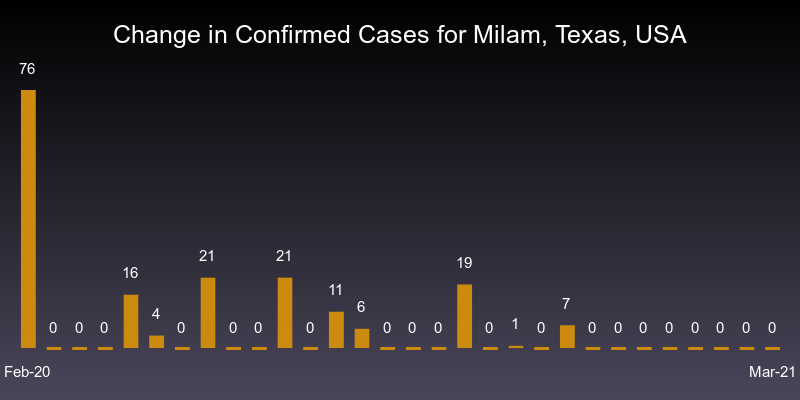 Change in Confirmed Cases for Milam, Texas, USA
76
0 0 0 16 4 0 21 0 0 21 0 11 6 0 0 0 19 0 1 0 7 0 0 0 0 0 0 0 0
Feb-20 Mar-21